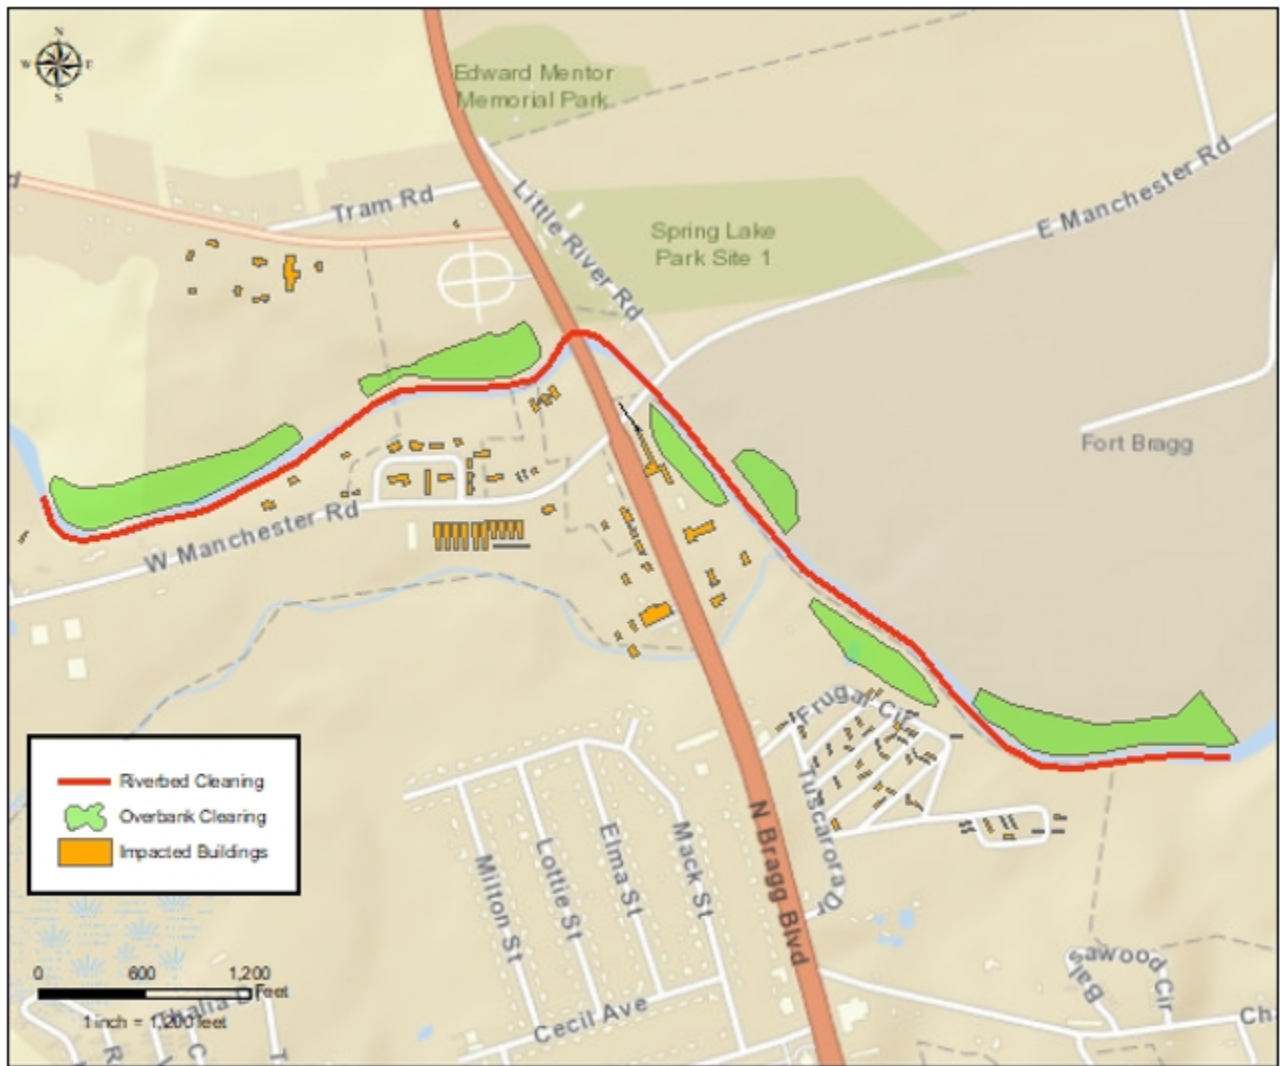 N
W E
S
Edward Mentor
Memorial Park
d
Tram Rd
Little River Rd
Spring Lake
Park Site 1
E Manchester Rd
Fort Bragg
W Manchester Rd
Frugal Cir
Tuscarora Dr
N Bragg Blvd
Milton St
Lottie St
Elma St
Mack St
Cecil Ave
Balsawood Cir
Ch
Riverbed Cleaning
Overbank Clearing
Impacted Buildings
0 600 1,200
Feet
1 inch = 1,200 feet
R
C
T